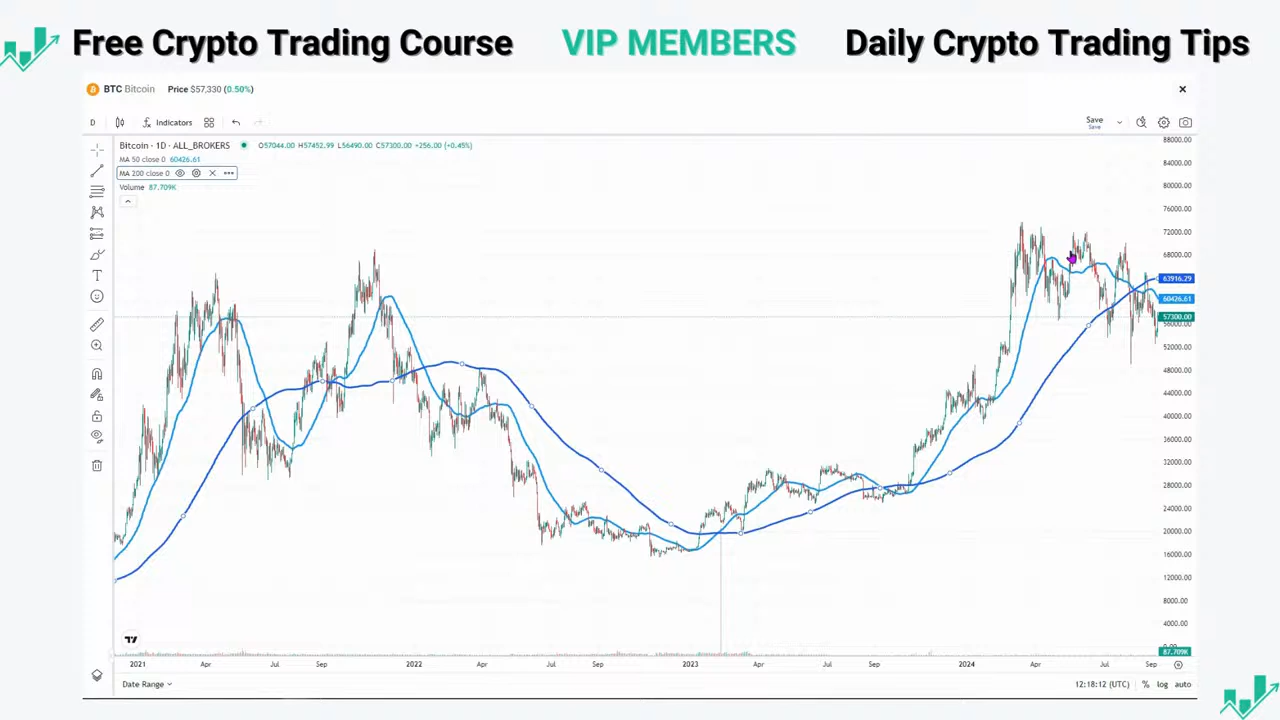 Free Crypto Trading Course VIP MEMBERS Daily Crypto Trading Tips
BTC Bitcoin Price $57,330 (0.50%)
D Indicators Save
Save
Bitcoin · 1D · ALL_BROKERS O57044.00 H57452.99 L56490.00 C57300.00 +256.00 (+0.45%)
MA 50 close 0 60426.61
MA 200 close 0
Volume 87.709K
88000.00
84000.00
80000.00
76000.00
72000.00
68000.00
63916.29
60426.61
57300.00
56000.00
52000.00
48000.00
44000.00
40000.00
36000.00
32000.00
28000.00
24000.00
20000.00
16000.00
12000.00
8000.00
4000.00
0.00
87.709K
2021 Apr Jul Sep 2022 Apr Jul Sep 2023 Apr Jul Sep 2024 Apr Jul Sep
Date Range 12:18:12 (UTC) % log auto